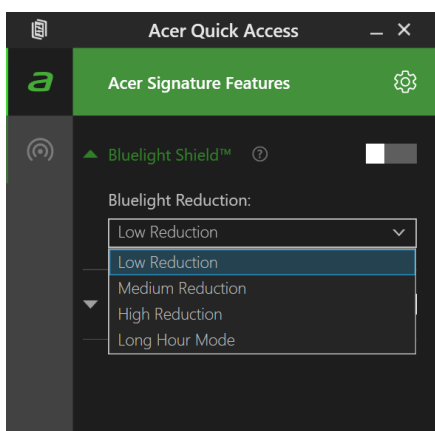 Acer Quick Access
Acer Signature Features
Bluelight Shield™
Bluelight Reduction:
Low Reduction
Low Reduction
Medium Reduction
High Reduction
Long Hour Mode